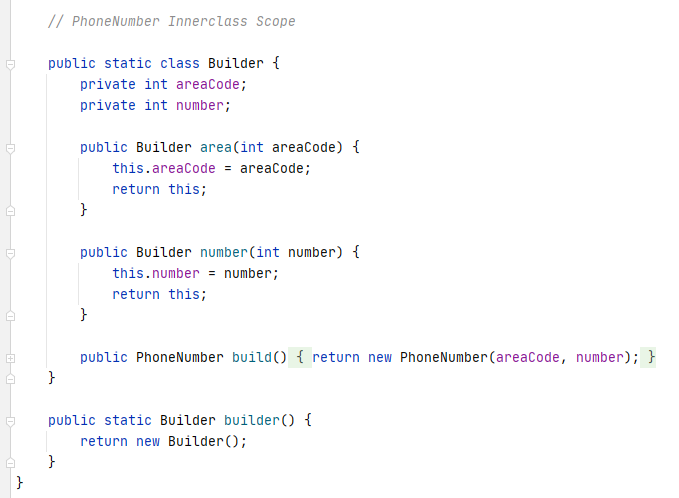 // PhoneNumber Innerclass Scope
public static class Builder {
private int areaCode;
private int number;
public Builder area(int areaCode) {
this.areaCode = areaCode;
return this;
}
public Builder number(int number) {
this.number = number;
return this;
}
public PhoneNumber build() { return new PhoneNumber(areaCode, number); }
}
public static Builder builder() {
return new Builder();
}
}